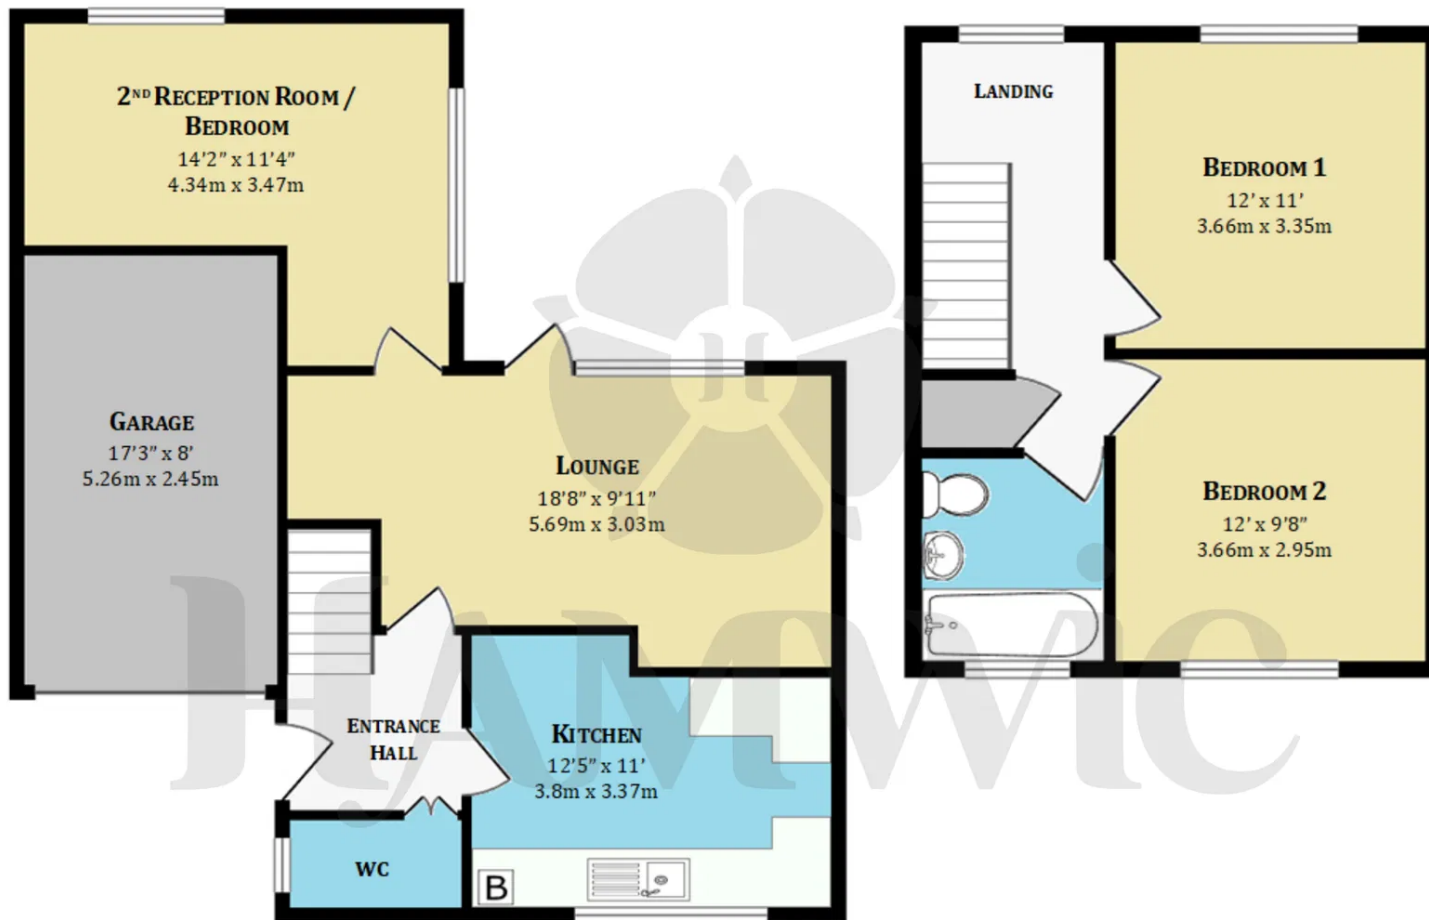 2ND RECEPTION ROOM /
BEDROOM
14'2" x 11'4"
4.34m x 3.47m
GARAGE
17'3" x 8'
5.26m x 2.45m
LOUNGE
18'8" x 9'11"
5.69m x 3.03m
ENTRANCE
HALL
KITCHEN
12'5" x 11'
3.8m x 3.37m
WC
B
LANDING
BEDROOM 1
12' x 11'
3.66m x 3.35m
BEDROOM 2
12' x 9'8"
3.66m x 2.95m
H
HAMWIC